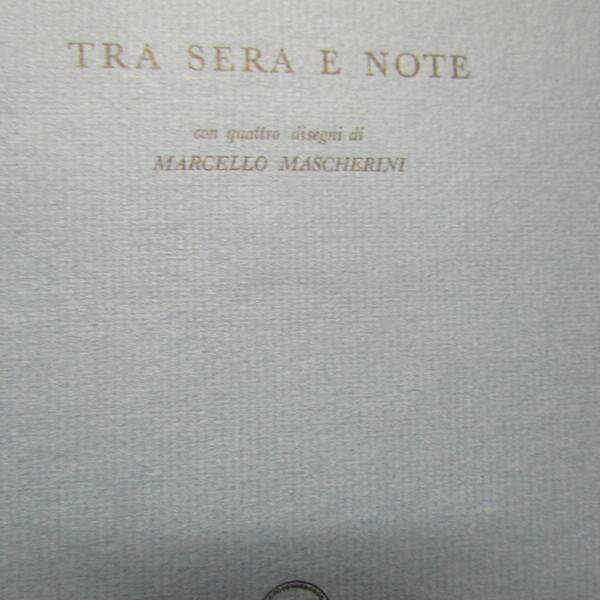 TRA SERA E NOTE
con quattro disegni di
MARCELLO MASCHERINI